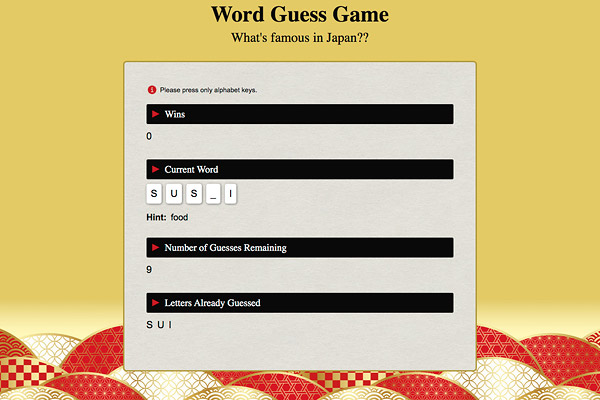 Word Guess Game
What's famous in Japan??
Please press only alphabet keys.
Wins
0
Current Word
S U S _ I
Hint: food
Number of Guesses Remaining
9
Letters Already Guessed
S U I